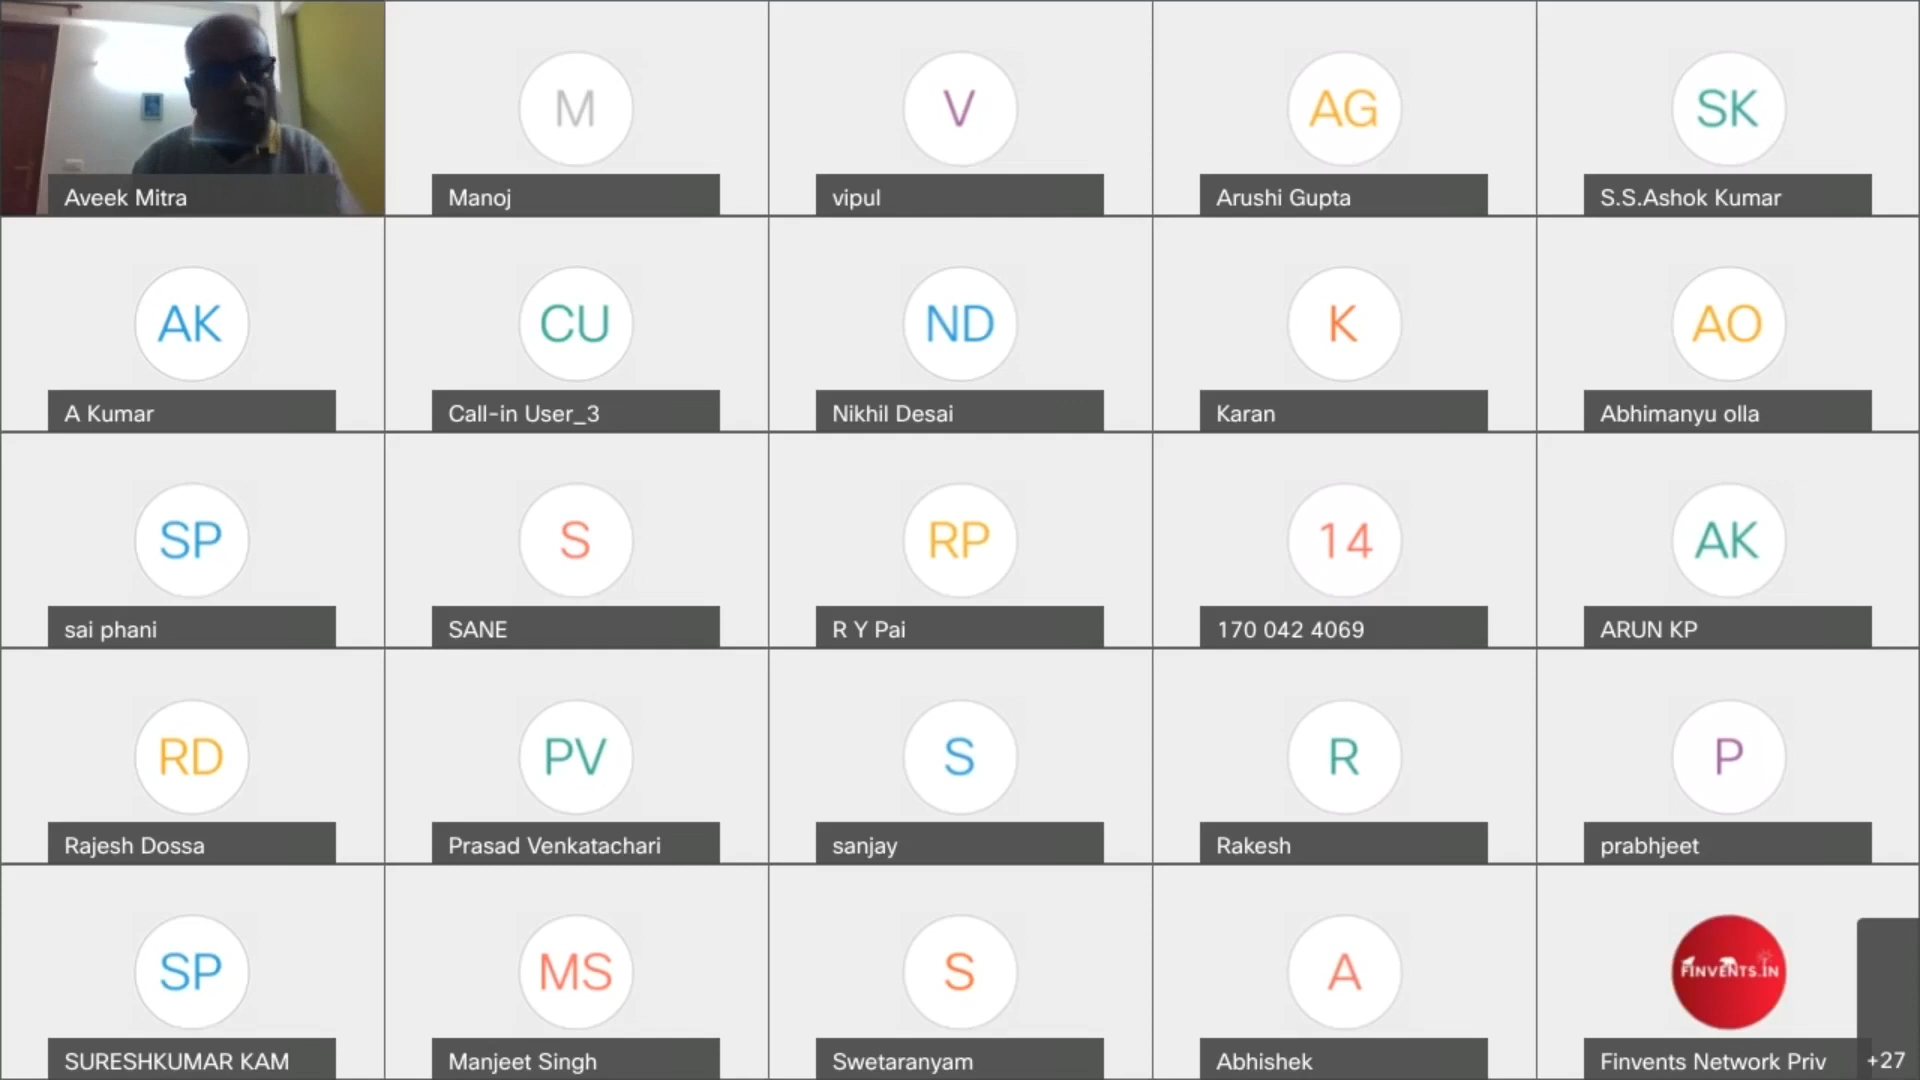 Aveek Mitra
M
Manoj
V
vipul
AG
Arushi Gupta
SK
S.S.Ashok Kumar
AK
A Kumar
CU
Call-in User_3
ND
Nikhil Desai
K
Karan
AO
Abhimanyu olla
SP
sai phani
S
SANE
RP
R Y Pai
14
170 042 4069
AK
ARUN KP
RD
Rajesh Dossa
PV
Prasad Venkatachari
S
sanjay
R
Rakesh
P
prabhjeet
SP
SURESHKUMAR KAM
MS
Manjeet Singh
S
Swetaranyam
A
Abhishek
FINVENTS.IN
Finvents Network Priv
+27